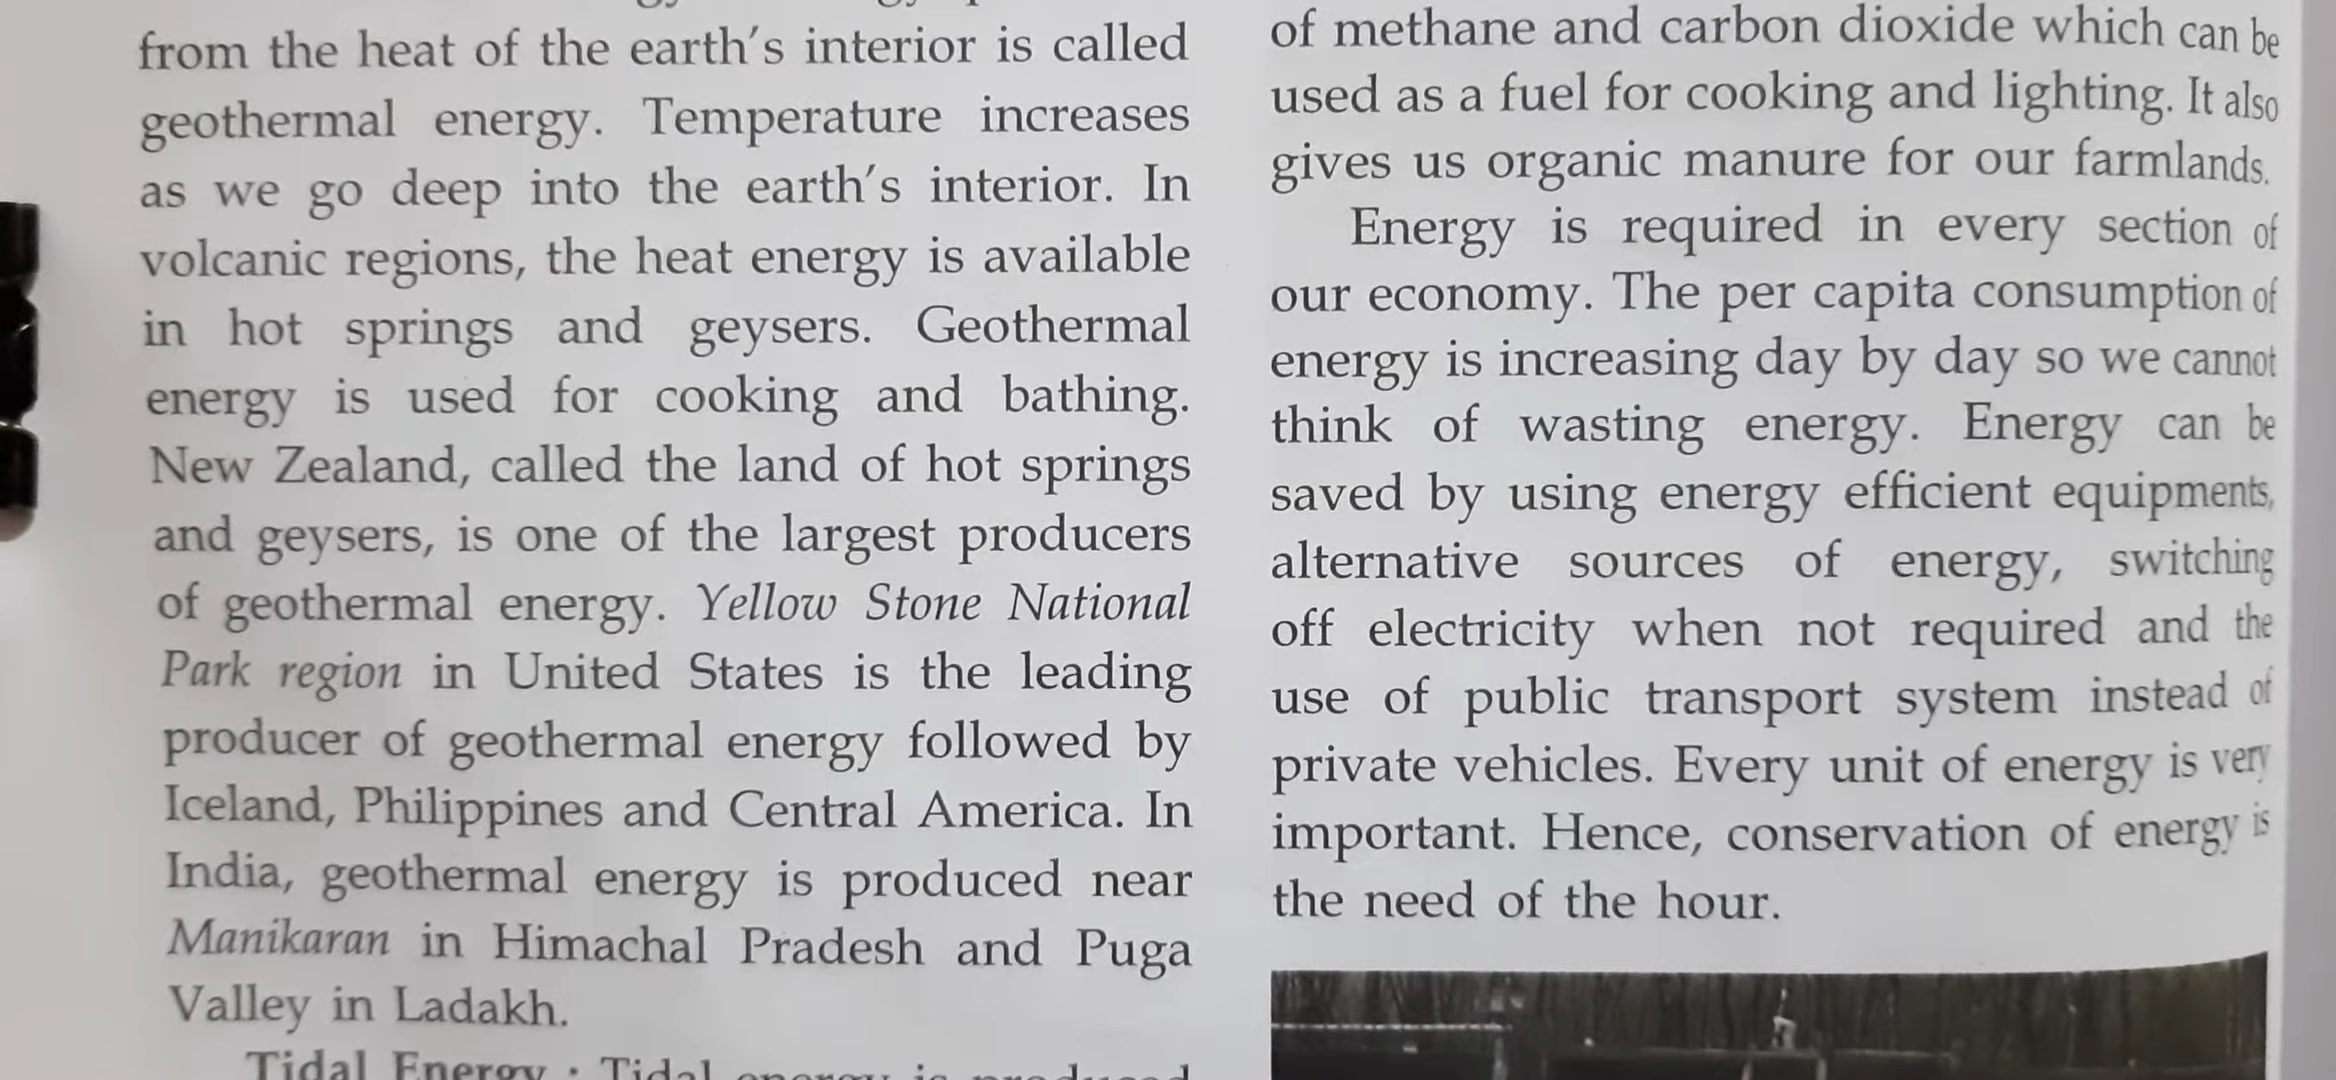 from the heat of the earth's interior is called
geothermal energy. Temperature increases
as we go deep into the earth's interior. In
volcanic regions, the heat energy is available
in hot springs and geysers. Geothermal
energy is used for cooking and bathing.
New Zealand, called the land of hot springs
and geysers, is one of the largest producers
of geothermal energy. Yellow Stone National
Park region in United States is the leading
producer of geothermal energy followed by
Iceland, Philippines and Central America. In
India, geothermal energy is produced near
Manikaran in Himachal Pradesh and Puga
Valley in Ladakh.
Tidal Energy : Tidal energy is produced
of methane and carbon dioxide which can be
used as a fuel for cooking and lighting. It also
gives us organic manure for our farmlands.
Energy is required in every section of
our economy. The per capita consumption of
energy is increasing day by day so we cannot
think of wasting energy. Energy can be
saved by using energy efficient equipments,
alternative sources of energy, switching
off electricity when not required and the
use of public transport system instead of
private vehicles. Every unit of energy is very
important. Hence, conservation of energy is
the need of the hour.